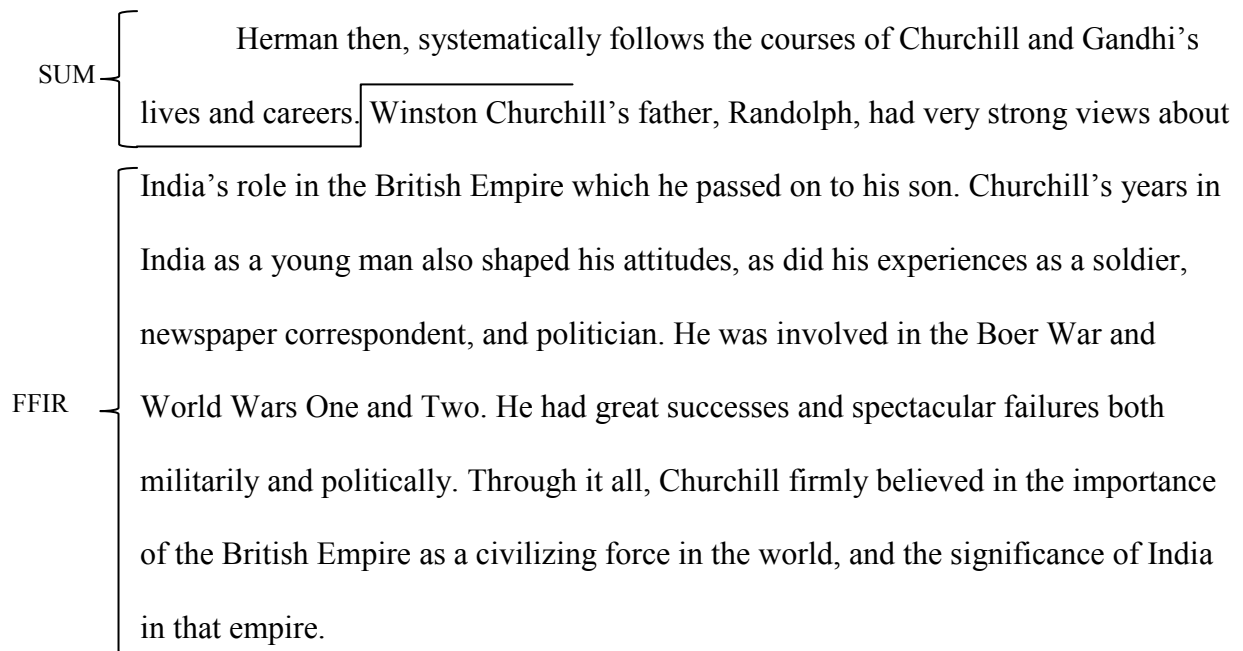 Herman then, systematically follows the courses of Churchill and Gandhi’s
SUM
lives and careers. Winston Churchill’s father, Randolph, had very strong views about
India’s role in the British Empire which he passed on to his son. Churchill’s years in
India as a young man also shaped his attitudes, as did his experiences as a soldier,
newspaper correspondent, and politician. He was involved in the Boer War and
FFIR
World Wars One and Two. He had great successes and spectacular failures both
militarily and politically. Through it all, Churchill firmly believed in the importance
of the British Empire as a civilizing force in the world, and the significance of India
in that empire.